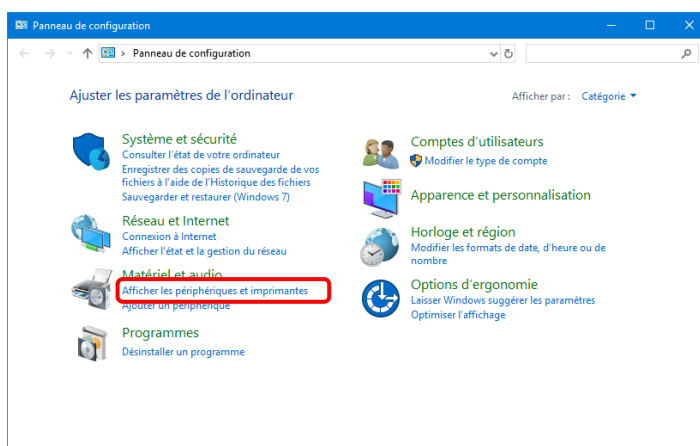 Panneau de configuration
Panneau de configuration
Ajuster les paramètres de l'ordinateur
Afficher par : Catégorie
Système et sécurité
Consulter l'état de votre ordinateur
Enregistrer des copies de sauvegarde de vos
fichiers à l'aide de l'Historique des fichiers
Sauvegarder et restaurer (Windows 7)
Réseau et Internet
Connexion à Internet
Afficher l'état et la gestion du réseau
Matériel et audio
Afficher les périphériques et imprimantes
Ajouter un périphérique
Programmes
Désinstaller un programme
Comptes d'utilisateurs
Modifier le type de compte
Apparence et personnalisation
Horloge et région
Modifier les formats de date, d'heure ou de
nombre
Options d'ergonomie
Laisser Windows suggérer les paramètres
Optimiser l'affichage